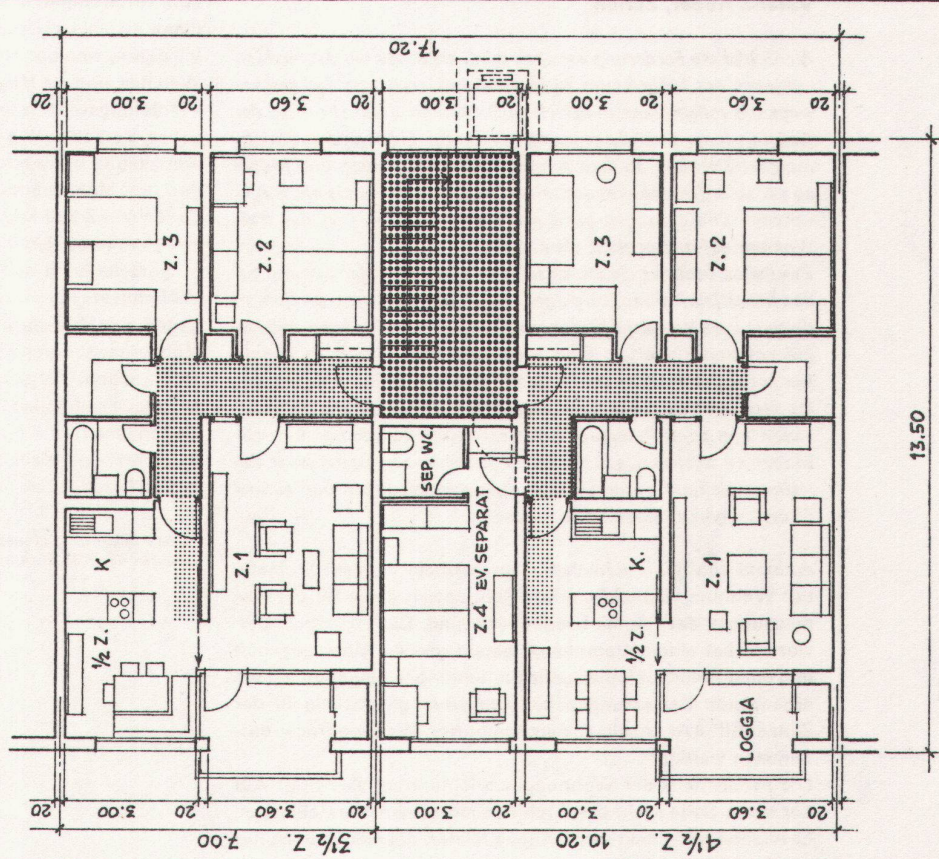 17.20
20 3.00 20 3.60 20 3.00 20 3.00 20 3.60 20
Z.3
Z.2
Z.3
Z.2
13.50
SEP. WC.
K
Z.1
Z.4 EV. SEPARAT
K.
Z.1
½ Z.
½ Z.
LOGGIA
20 3.00 20 3.60 20 3.00 20 3.00 20 3.60 20
3½ Z. 7.00
4½ Z. 10.20